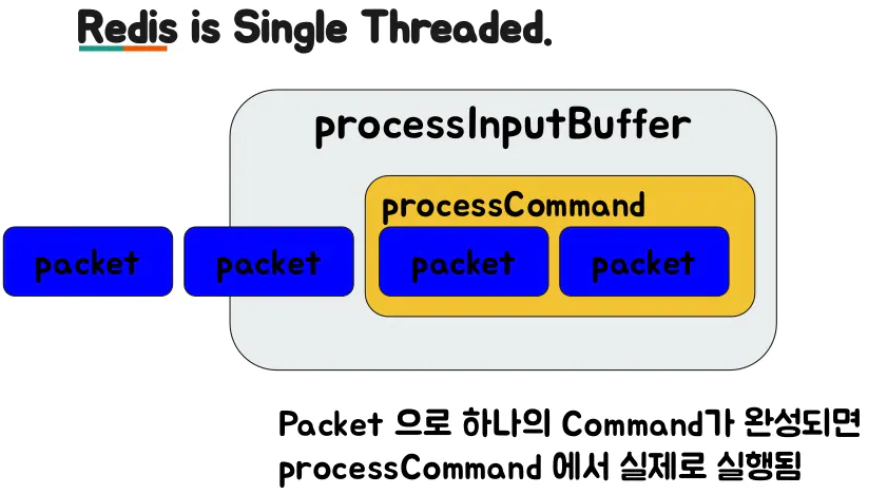 Redis is Single Threaded.
processInputBuffer
processCommand
packet packet packet packet
Packet 으로 하나의 Command가 완성되면
processCommand 에서 실제로 실행됨